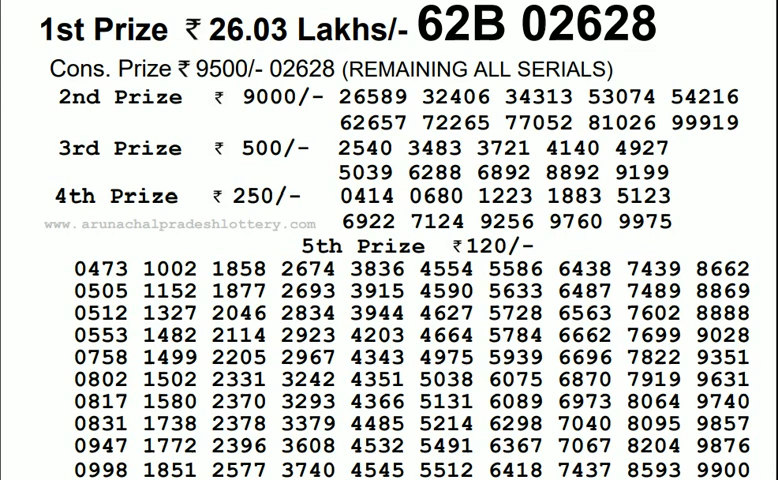 1st Prize ₹ 26.03 Lakhs/- 62B 02628
Cons. Prize ₹ 9500/- 02628 (REMAINING ALL SERIALS)
2nd Prize ₹ 9000/- 26589 32406 34313 53074 54216
62657 72265 77052 81026 99919
3rd Prize ₹ 500/- 2540 3483 3721 4140 4927
5039 6288 6892 8892 9199
4th Prize ₹ 250/- 0414 0680 1223 1883 5123
www.arunachalpradeshlottery.com 6922 7124 9256 9760 9975
5th Prize ₹120/-
0473 1002 1858 2674 3836 4554 5586 6438 7439 8662
0505 1152 1877 2693 3915 4590 5633 6487 7489 8869
0512 1327 2046 2834 3944 4627 5728 6563 7602 8888
0553 1482 2114 2923 4203 4664 5784 6662 7699 9028
0758 1499 2205 2967 4343 4975 5939 6696 7822 9351
0802 1502 2331 3242 4351 5038 6075 6870 7919 9631
0817 1580 2370 3293 4366 5131 6089 6973 8064 9740
0831 1738 2378 3379 4485 5214 6298 7040 8095 9857
0947 1772 2396 3608 4532 5491 6367 7067 8204 9876
0998 1851 2577 3740 4545 5512 6418 7437 8593 9900